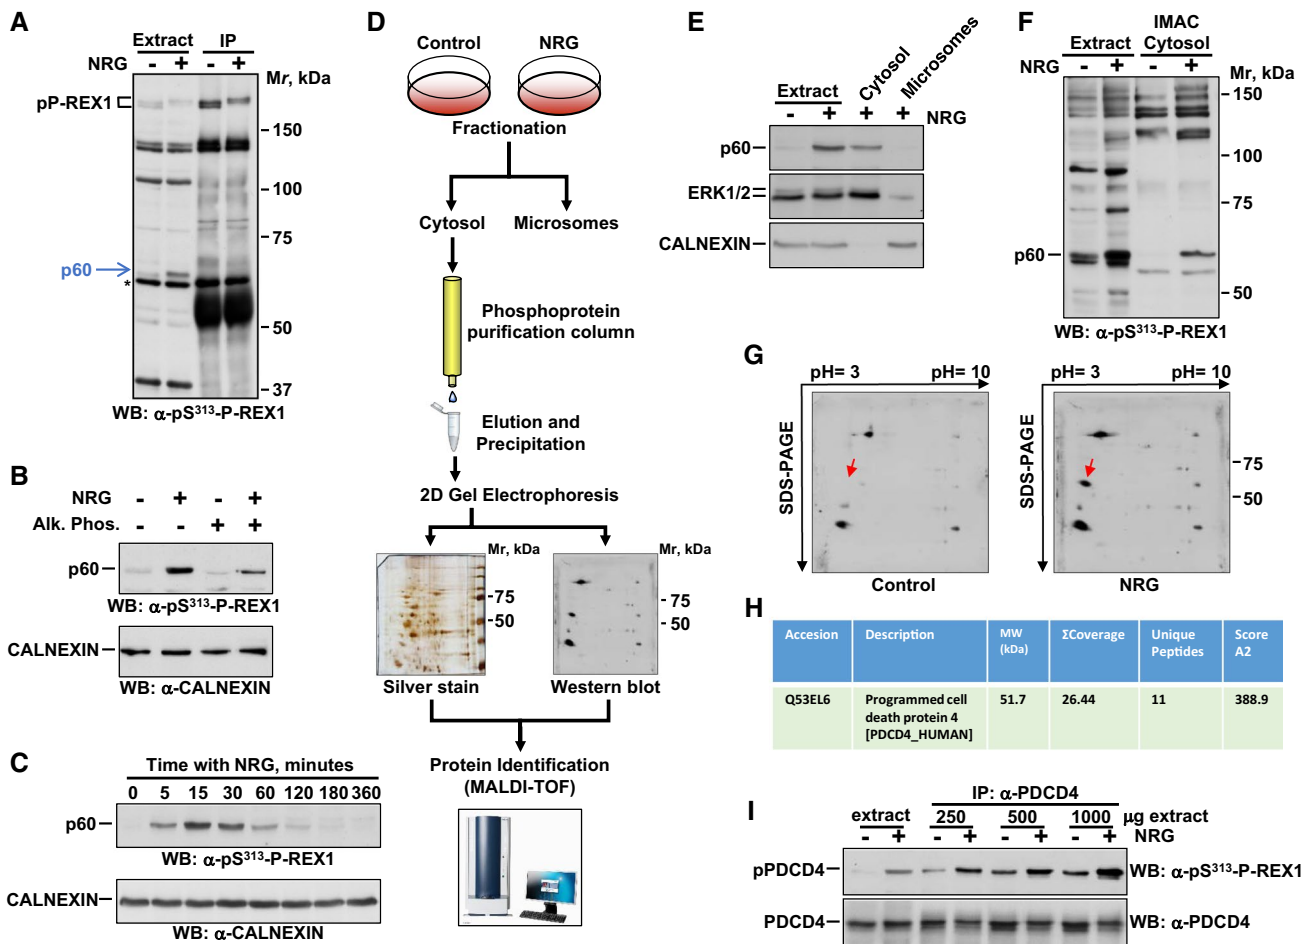 A
Extract IP
NRG - + - +
Mr, kDa
pP-REX1
- 150
- 100
- 75
p60
*
- 50
- 37
WB: α-pS³¹³-P-REX1
B
NRG - + - +
Alk. Phos. - - + +
p60
WB: α-pS³¹³-P-REX1
CALNEXIN
WB: α-CALNEXIN
C
Time with NRG, minutes
0 5 15 30 60 120 180 360
p60
WB: α-pS³¹³-P-REX1
CALNEXIN
WB: α-CALNEXIN
D
Control NRG
Fractionation
Cytosol Microsomes
Phosphoprotein
purification column
Elution and
Precipitation
2D Gel Electrophoresis
Mr, kDa Mr, kDa
-75 - 75
-50 - 50
Silver stain Western blot
Protein Identification
(MALDI-TOF)
E
Extract Cytosol Microsomes
- + + + NRG
p60
ERK1/2
CALNEXIN
F
IMAC
Extract Cytosol
NRG - + - +
Mr, kDa
- 150
- 100
- 75
p60
- 50
WB: α-pS³¹³-P-REX1
G
pH= 3 pH= 10 pH= 3 pH= 10
SDS-PAGE SDS-PAGE
- 75
- 50
Control NRG
H
Accesion Description MW (kDa) ΣCoverage Unique Peptides Score A2
Q53EL6 Programmed cell death protein 4 [PDCD4_HUMAN] 51.7 26.44 11 388.9
I
IP: α-PDCD4
extract 250 500 1000 µg extract
- + - + - + - + NRG
pPDCD4 WB: α-pS³¹³-P-REX1
PDCD4 WB: α-PDCD4